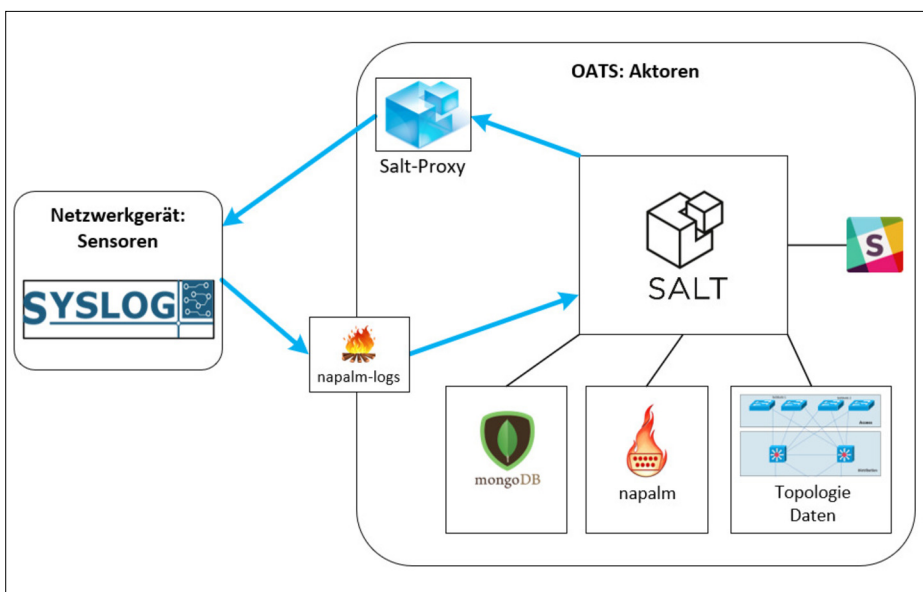 OATS: Aktoren
Salt-Proxy
Netzwerkgerät:
Sensoren
SYSLOG
SALT
S
napalm-logs
mongoDB
napalm
Topologie
Daten